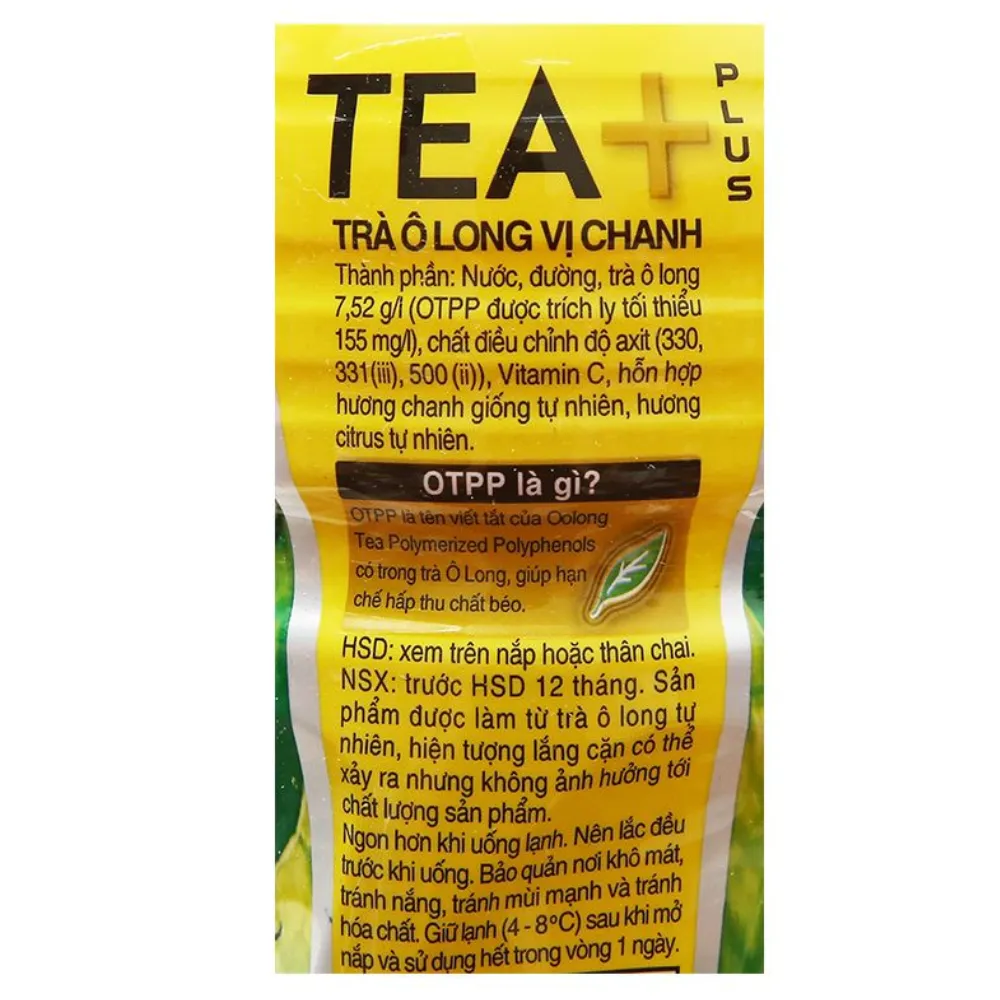 TEA+ PLUS
TRÀ Ô LONG VỊ CHANH
Thành phần: Nước, đường, trà ô long
7,52 g/l (OTPP được trích ly tối thiểu
155 mg/l), chất điều chỉnh độ axit (330,
331(iii), 500 (ii)), Vitamin C, hỗn hợp
hương chanh giống tự nhiên, hương
citrus tự nhiên.
OTPP là gì?
OTPP là tên viết tắt của Oolong
Tea Polymerized Polyphenols
có trong trà Ô Long, giúp hạn
chế hấp thu chất béo.
HSD: xem trên nắp hoặc thân chai.
NSX: trước HSD 12 tháng. Sản
phẩm được làm từ trà ô long tự
nhiên, hiện tượng lắng cặn có thể
xảy ra nhưng không ảnh hưởng tới
chất lượng sản phẩm.
Ngon hơn khi uống lạnh. Nên lắc đều
trước khi uống. Bảo quản nơi khô mát,
tránh nắng, tránh mùi mạnh và tránh
hóa chất. Giữ lạnh (4 - 8°C) sau khi mở
nắp và sử dụng hết trong vòng 1 ngày.